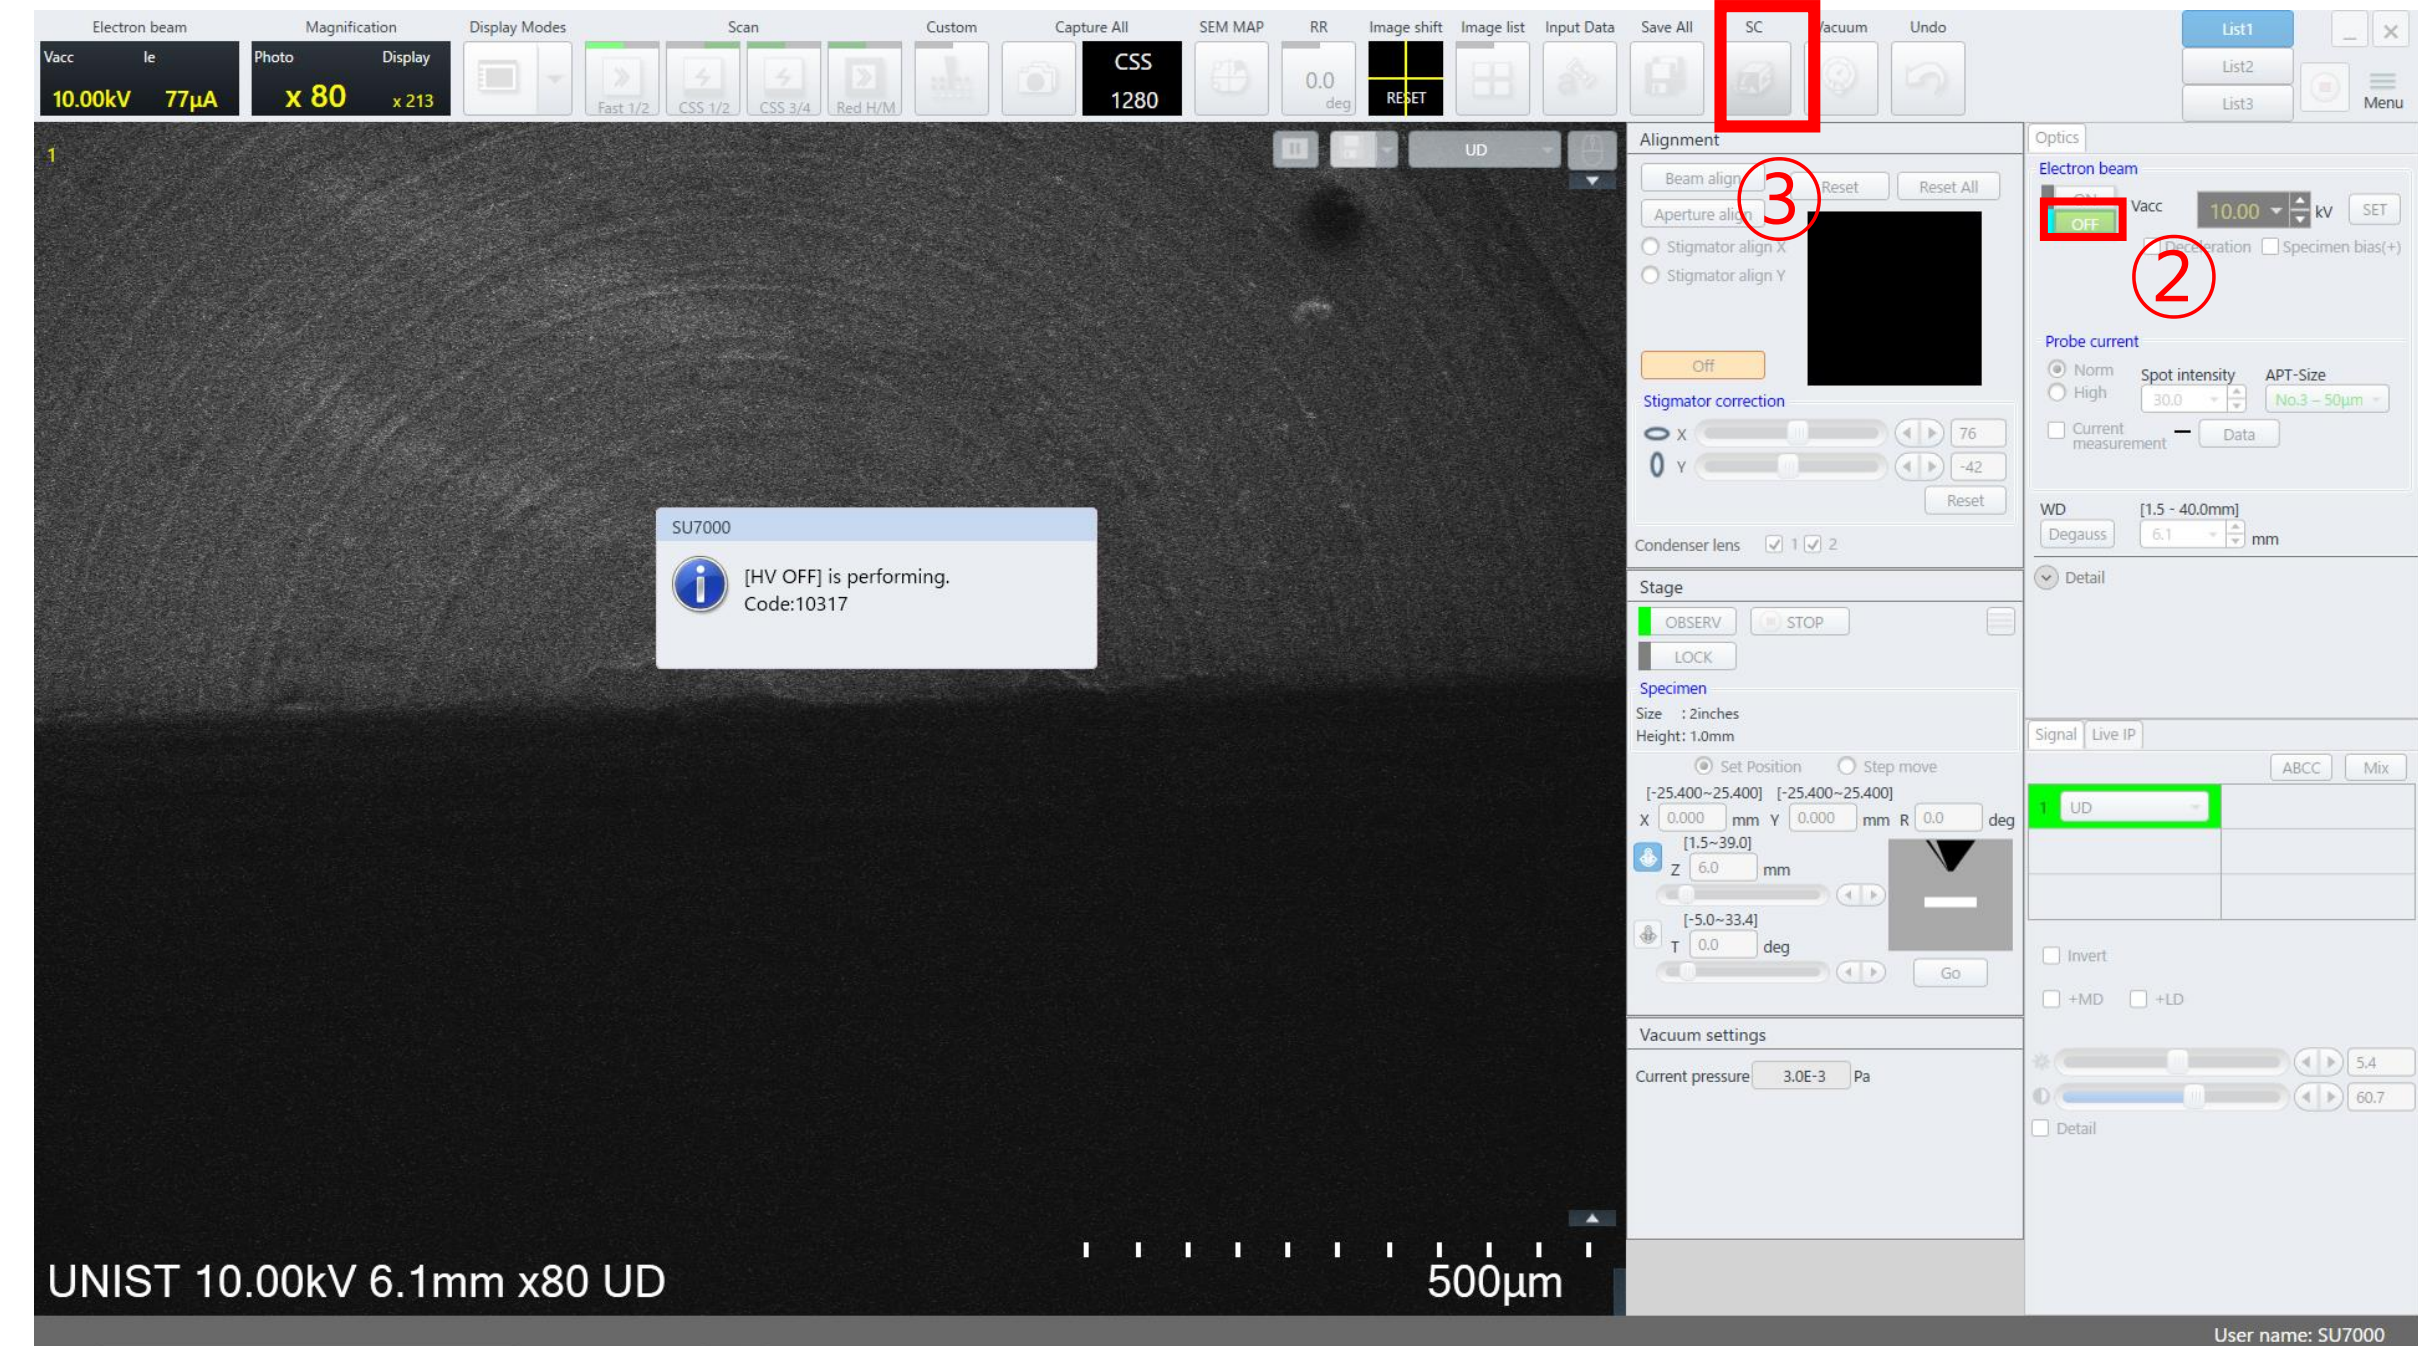 Electron beam Magnification Display Modes Scan Custom Capture All SEM MAP RR Image shift Image list Input Data Save All SC Vacuum Undo
Vacc Ie
10.00kV 77μA
Photo Display
x 80 x 213
Fast 1/2 CSS 1/2 CSS 3/4 Red H/M
CSS
1280
0.0
deg
RESET
List1
List2
List3
Menu
1
UD
Alignment
Beam align
Reset Reset All
③
Aperture align
Stigmator align X
Stigmator align Y
Off
Stigmator correction
X 76
Y -42
Reset
Condenser lens 1 2
Stage
OBSERV STOP
LOCK
Specimen
Size : 2inches
Height: 1.0mm
Set Position Step move
[-25.400~25.400] [-25.400~25.400]
X 0.000 mm Y 0.000 mm R 0.0 deg
[1.5~39.0]
Z 6.0 mm
[-5.0~33.4]
T 0.0 deg
Go
Vacuum settings
Current pressure 3.0E-3 Pa
Optics
Electron beam
ON
OFF
Vacc 10.00 kV SET
Deceleration Specimen bias(+)
②
Probe current
Norm
High
Spot intensity APT-Size
30.0 No.3 – 50μm
Current
measurement
Data
WD [1.5 - 40.0mm]
Degauss 6.1 mm
Detail
Signal Live IP
ABCC Mix
1 UD
Invert
+MD +LD
5.4
60.7
Detail
SU7000
[HV OFF] is performing.
Code:10317
UNIST 10.00kV 6.1mm x80 UD
500μm
User name: SU7000